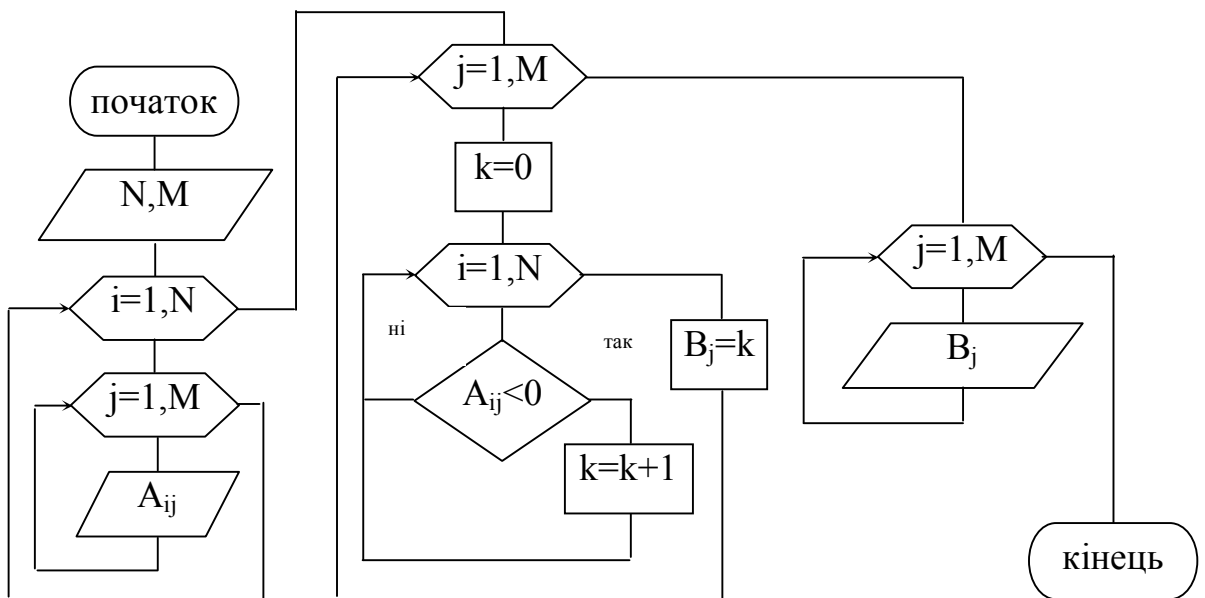 початок
N,M
i=1,N
j=1,M
Aij
j=1,M
k=0
i=1,N
ні
так
Aij<0
k=k+1
Bj=k
j=1,M
Bj
кінець